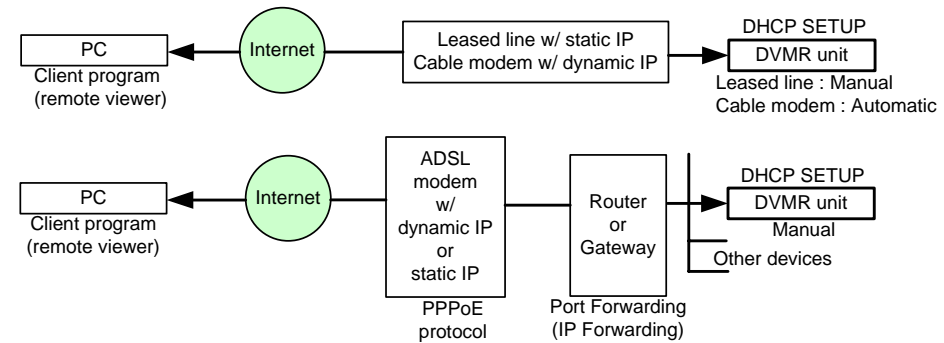 DHCP SETUP
PC
Internet
Leased line w/ static IP
Cable modem w/ dynamic IP
DVMR unit
Client program
(remote viewer)
Leased line : Manual
Cable modem : Automatic
ADSL
modem
w/
dynamic IP
or
static IP
DHCP SETUP
PC
Internet
Router
or
Gateway
DVMR unit
Client program
(remote viewer)
Manual
Other devices
PPPoE
protocol
Port Forwarding
(IP Forwarding)